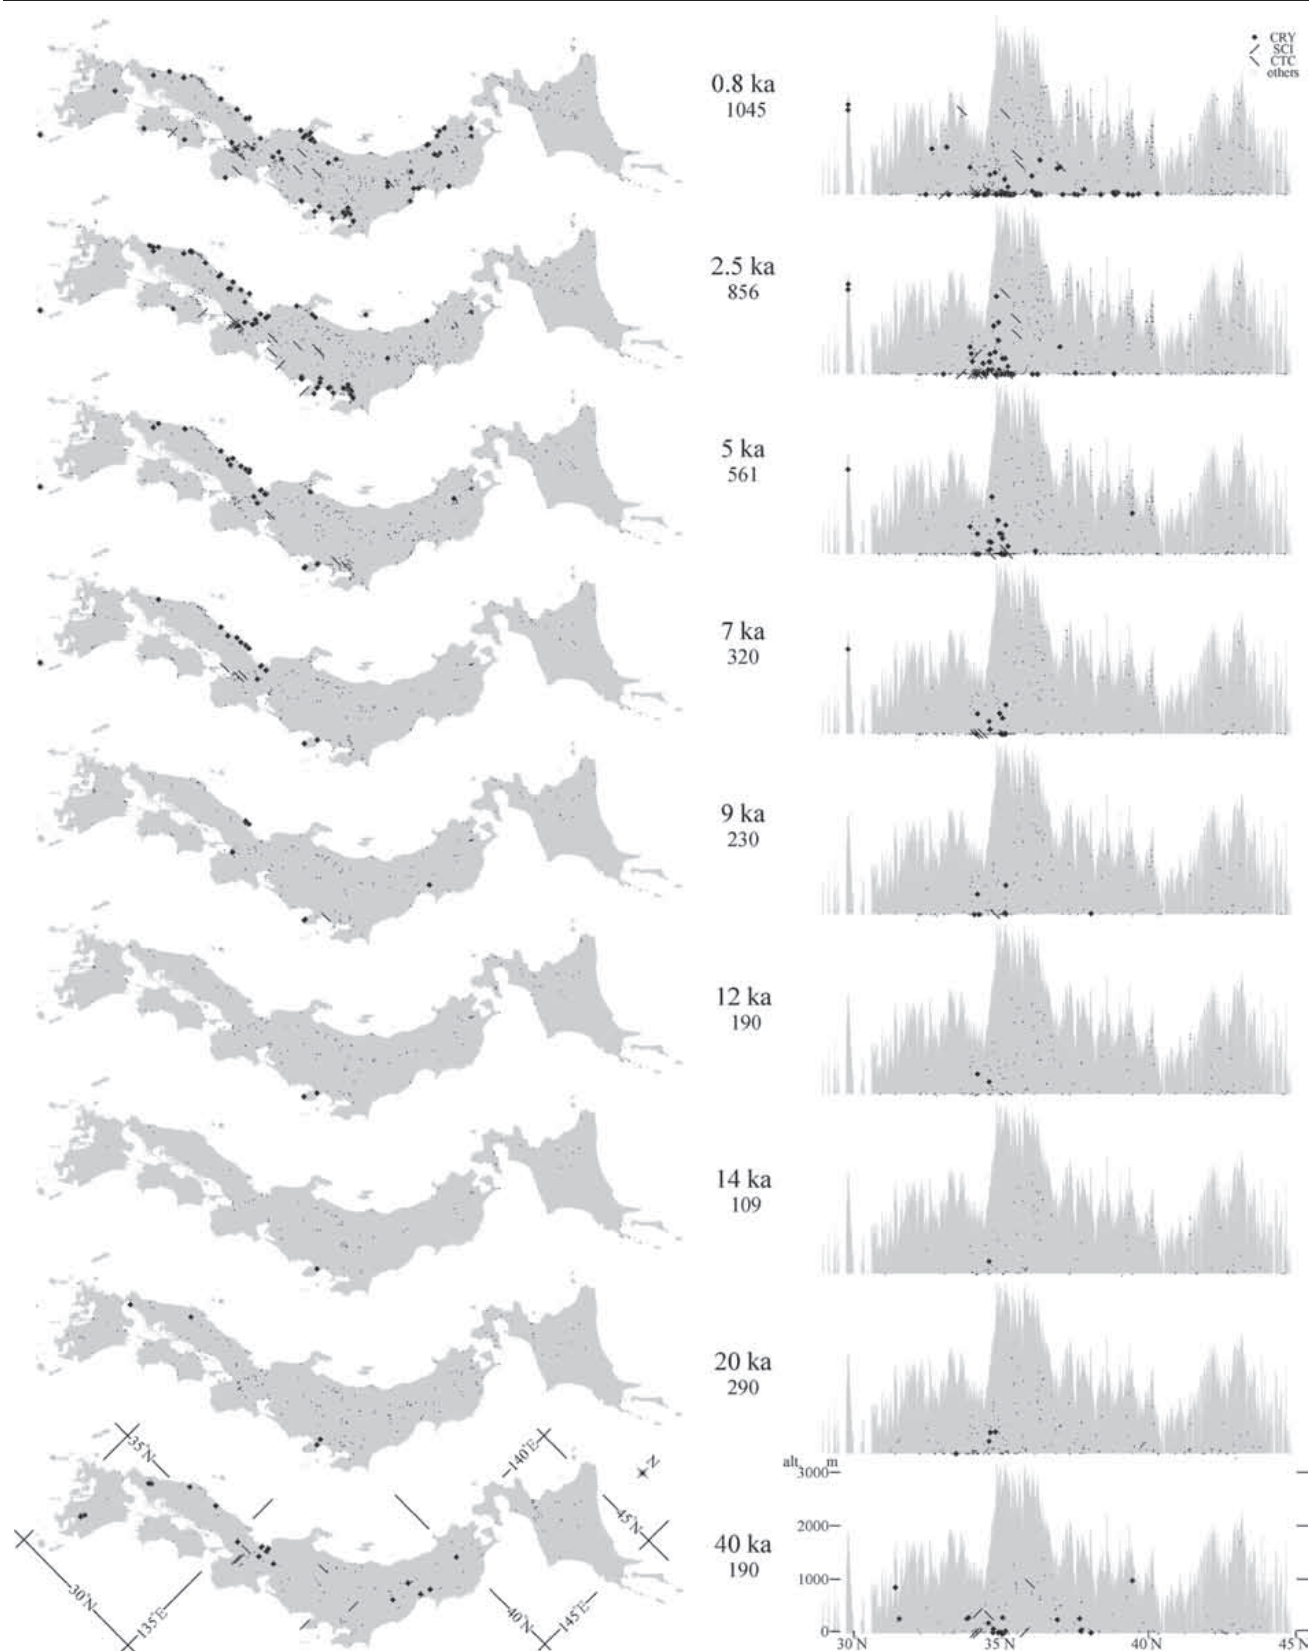 CRY
SCI
CTC
others
0.8 ka
1045
2.5 ka
856
5 ka
561
7 ka
320
9 ka
230
12 ka
190
14 ka
109
20 ka
290
40 ka
190
35°N
140°E
N
45°N
30°N
135°E
40°N
145°E
alt. m
3000
2000
1000
0
30°N 35°N 40°N 45°N